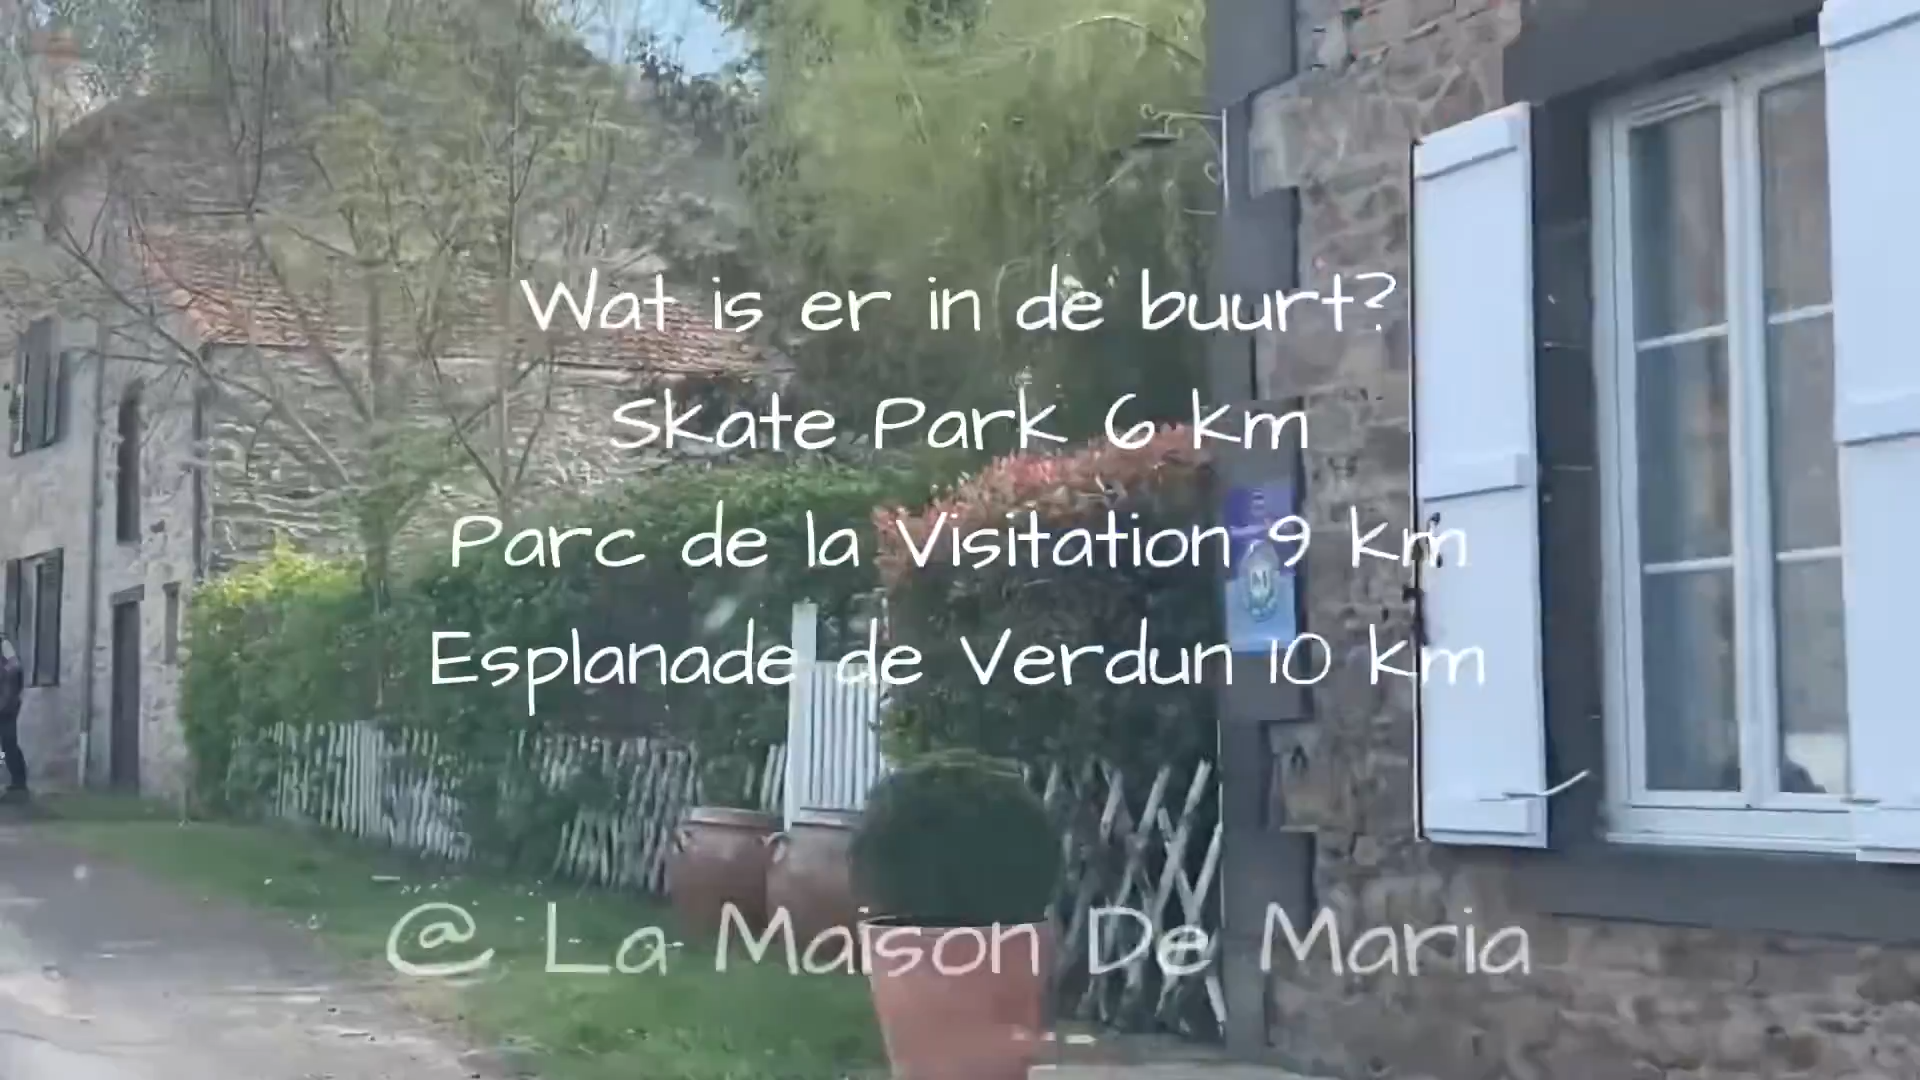 Wat is er in de buurt?
Skate Park 6 km
Parc de la Visitation 9 km
Esplanade de Verdun 10 km
@ La Maison De Maria